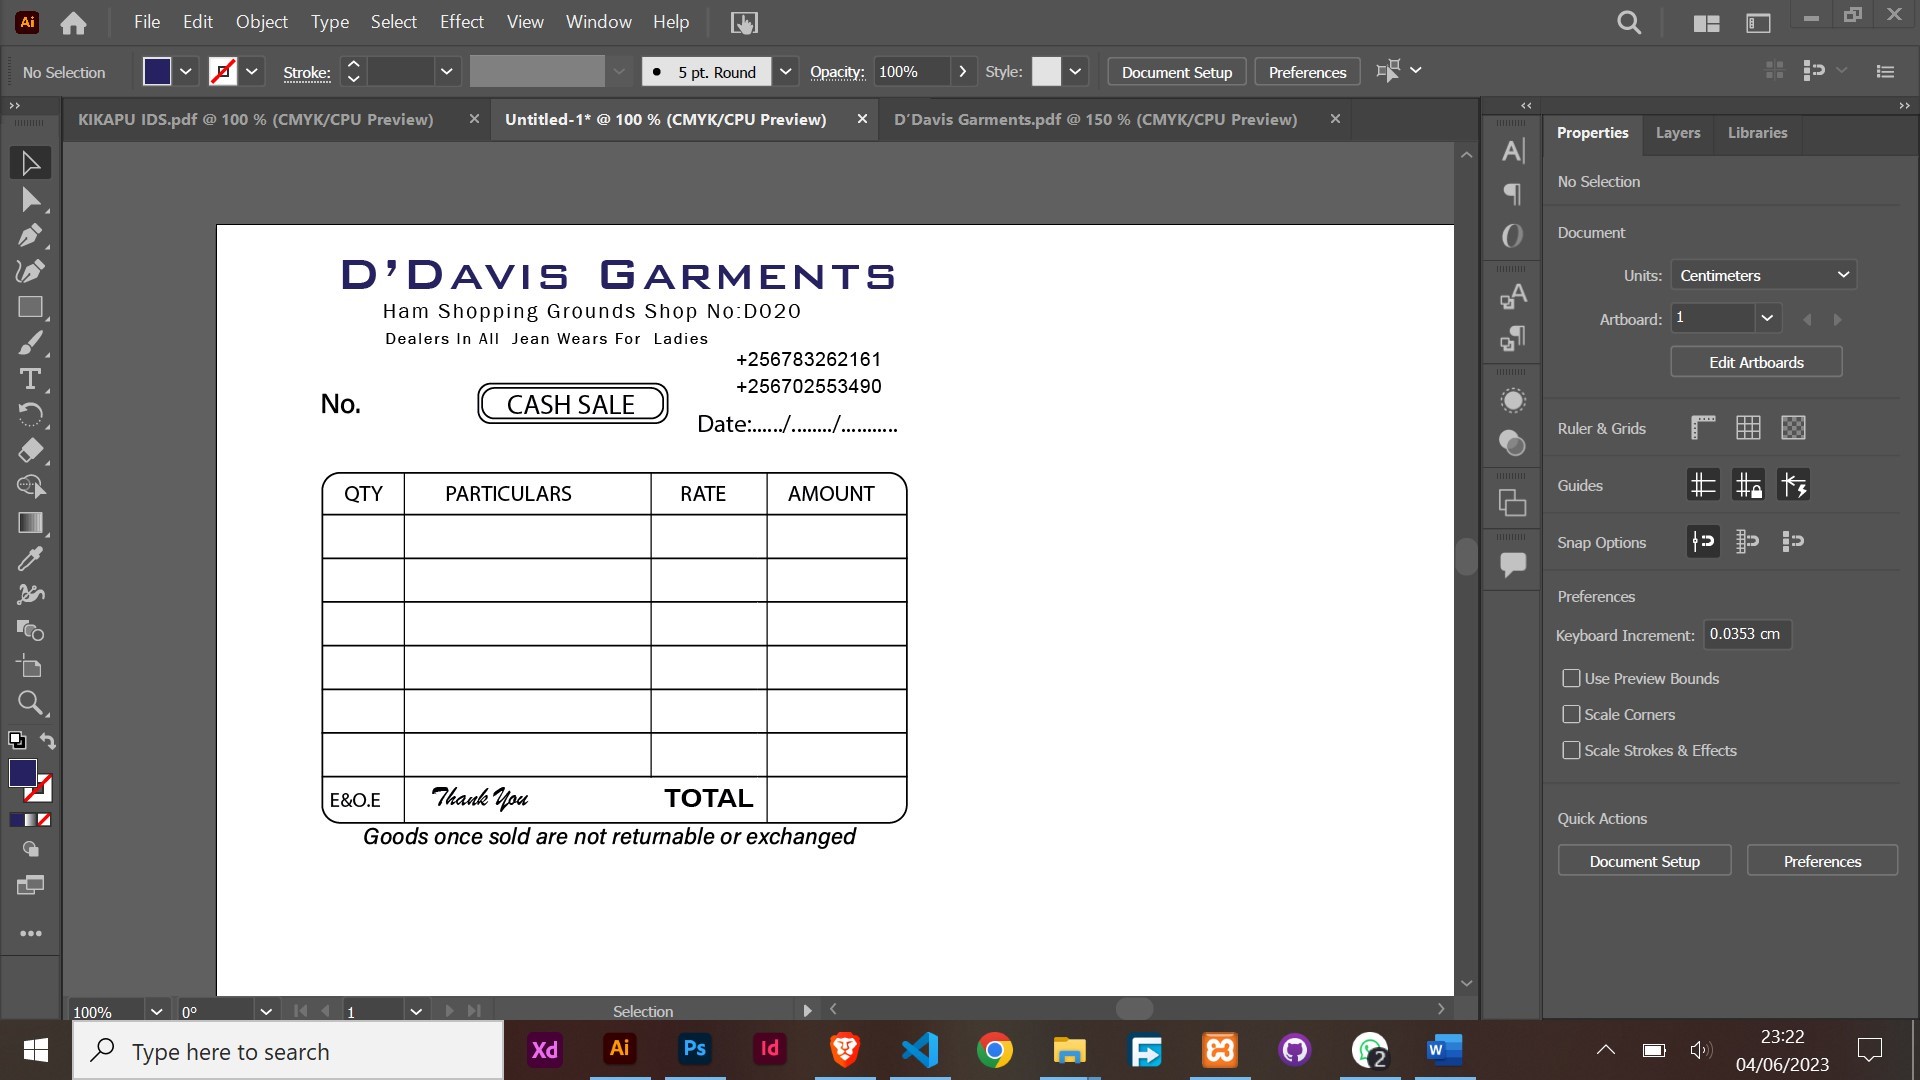 Ai File Edit Object Type Select Effect View Window Help
No Selection Stroke: 5 pt. Round Opacity: 100% Style: Document Setup Preferences
KIKAPU IDS.pdf @ 100 % (CMYK/CPU Preview) Untitled-1* @ 100 % (CMYK/CPU Preview) D'Davis Garments.pdf @ 150 % (CMYK/CPU Preview)
D'DAVIS GARMENTS
Ham Shopping Grounds Shop No:D020
Dealers In All Jean Wears For Ladies
+256783262161
+256702553490
No. CASH SALE
Date:....../......../...........
QTY PARTICULARS RATE AMOUNT
E&O.E Thank You TOTAL
Goods once sold are not returnable or exchanged
Properties Layers Libraries
No Selection
Document
Units: Centimeters
Artboard: 1
Edit Artboards
Ruler & Grids
Guides
Snap Options
Preferences
Keyboard Increment: 0.0353 cm
Use Preview Bounds
Scale Corners
Scale Strokes & Effects
Quick Actions
Document Setup Preferences
100% 0° 1 Selection
Type here to search Xd Ai Ps Id 2 W
23:22
04/06/2023